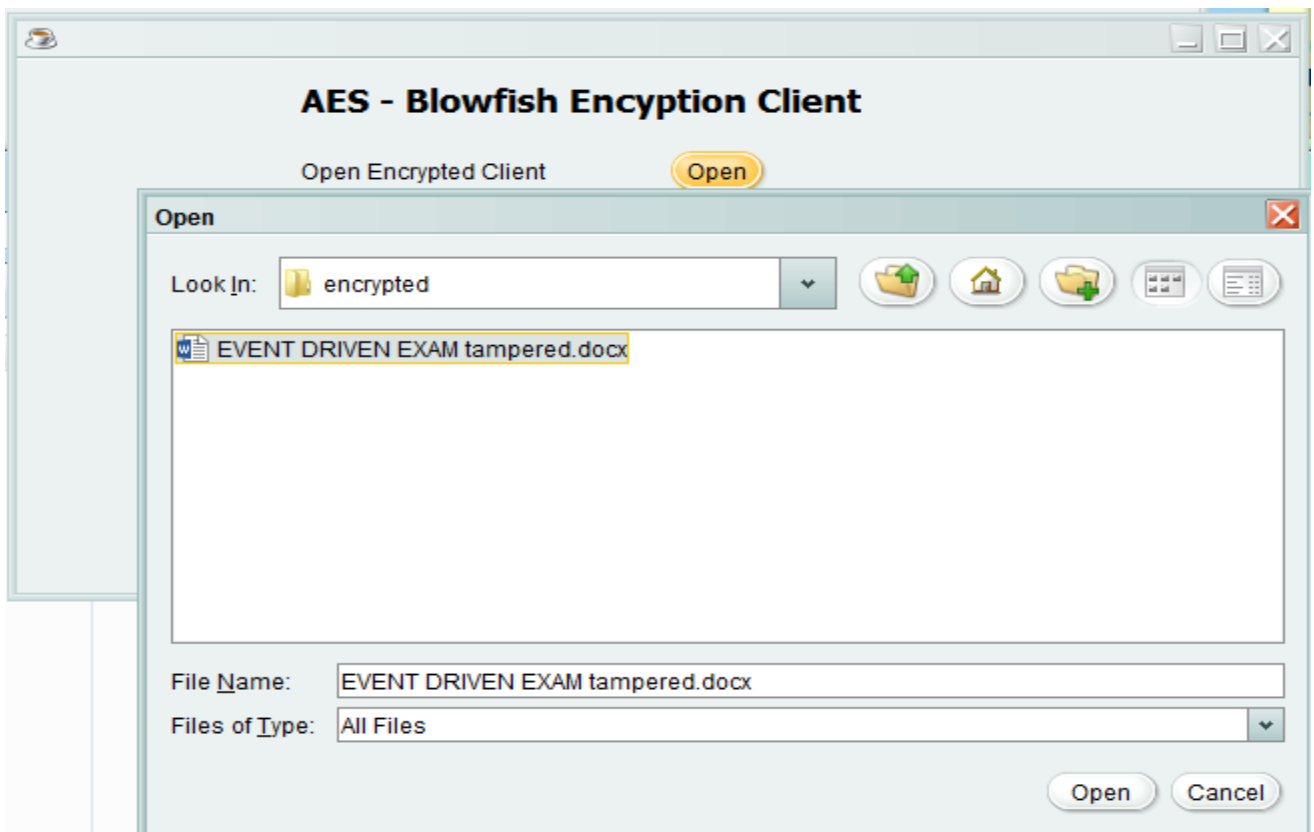 AES - Blowfish Encyption Client
Open Encrypted Client Open
Open
Look In: encrypted
EVENT DRIVEN EXAM tampered.docx
File Name: EVENT DRIVEN EXAM tampered.docx
Files of Type: All Files
Open Cancel